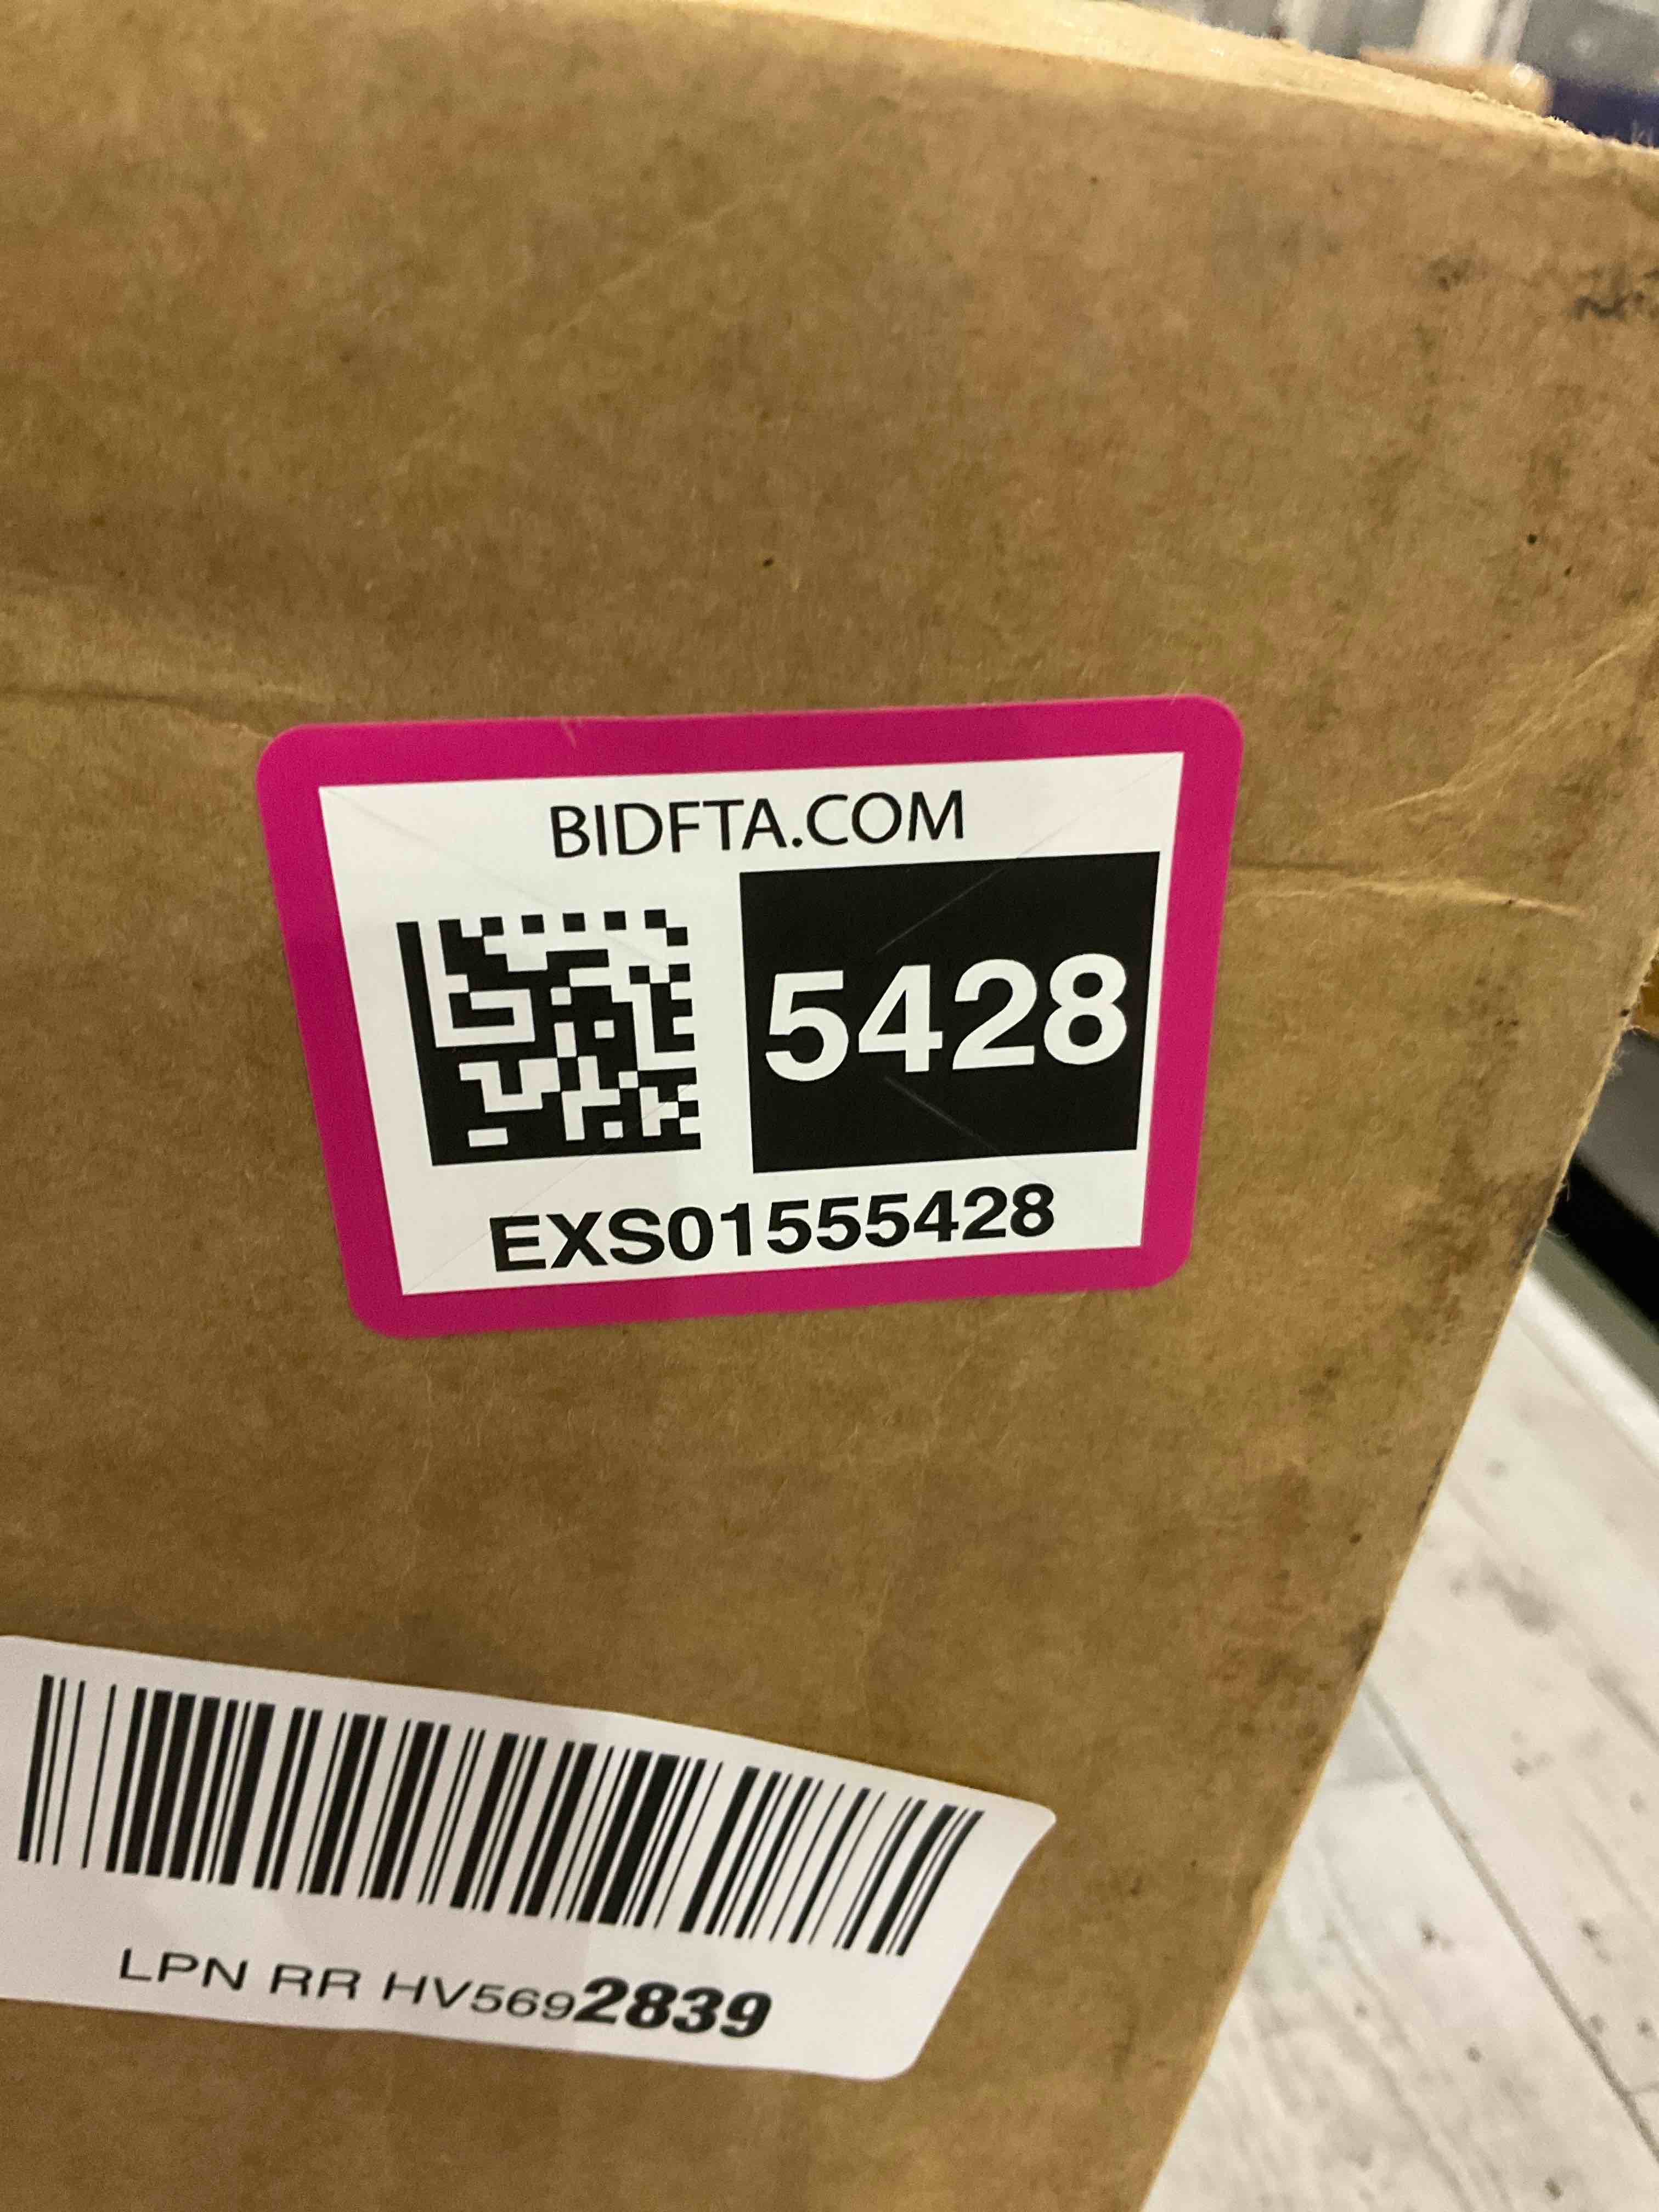 BIDFTA.COM
5428
EXS01555428
LPN RR HV5692839